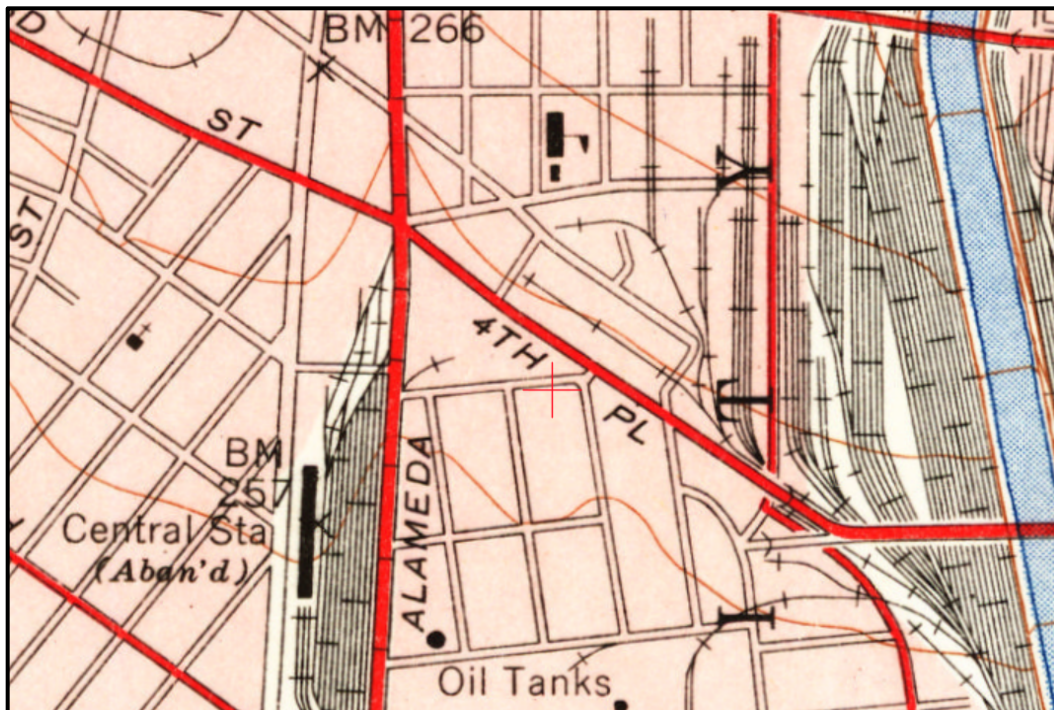 D
BM 266
ST
ST
Y
4TH
PL
T
BM
257
Central Sta
(Aban'd)
ALAMEDA
I
Oil Tanks